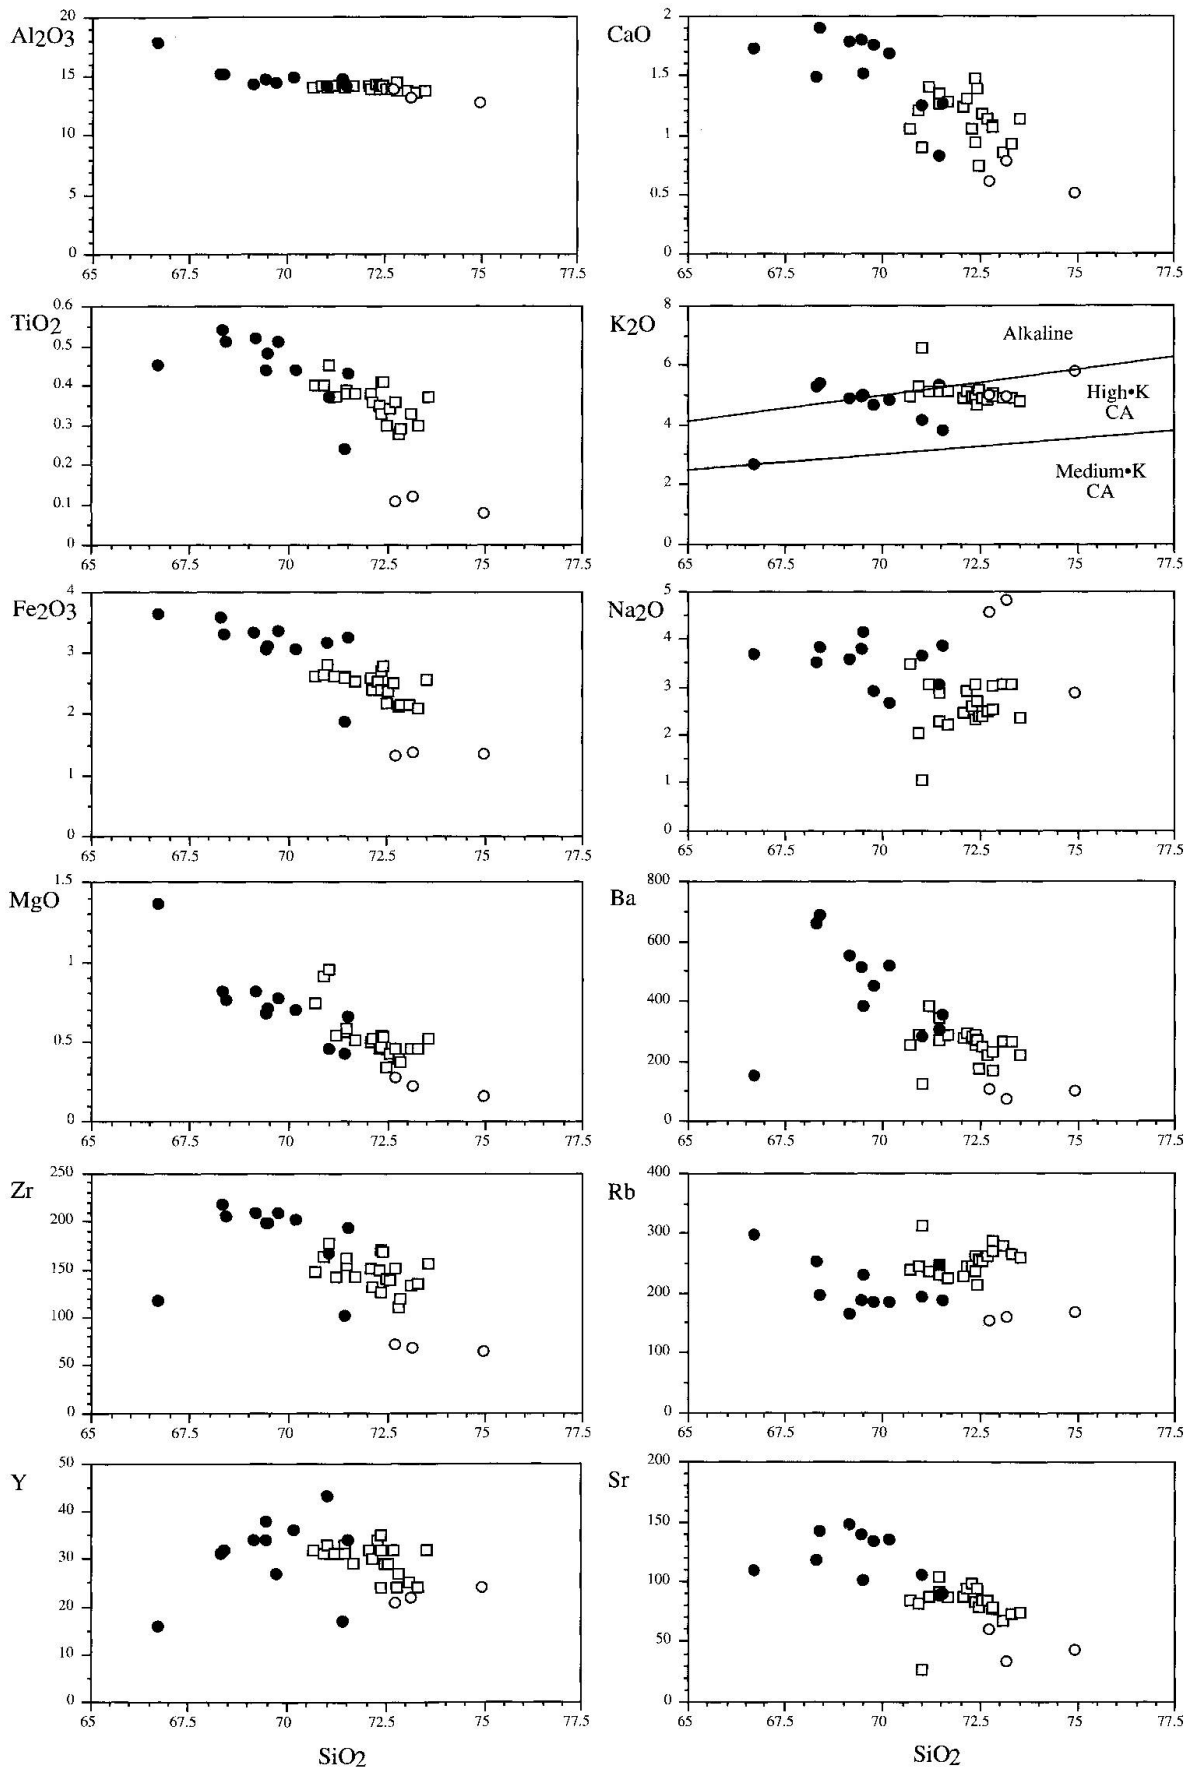 Al2O3
20
15
10
5
0
65 67.5 70 72.5 75 77.5
CaO
2
1.5
1
0.5
0
65 67.5 70 72.5 75 77.5
TiO2
0.6
0.5
0.4
0.3
0.2
0.1
0
65 67.5 70 72.5 75 77.5
K2O
8
6
4
2
0
Alkaline
High•K
CA
Medium•K
CA
65 67.5 70 72.5 75 77.5
Fe2O3
4
3
2
1
0
65 67.5 70 72.5 75 77.5
Na2O
5
4
3
2
1
0
65 67.5 70 72.5 75 77.5
MgO
1.5
1
0.5
0
65 67.5 70 72.5 75 77.5
Ba
800
600
400
200
0
65 67.5 70 72.5 75 77.5
Zr
250
200
150
100
50
0
65 67.5 70 72.5 75 77.5
Rb
400
300
200
100
0
65 67.5 70 72.5 75 77.5
Y
50
40
30
20
10
0
65 67.5 70 72.5 75 77.5
SiO2
Sr
200
150
100
50
0
65 67.5 70 72.5 75 77.5
SiO2